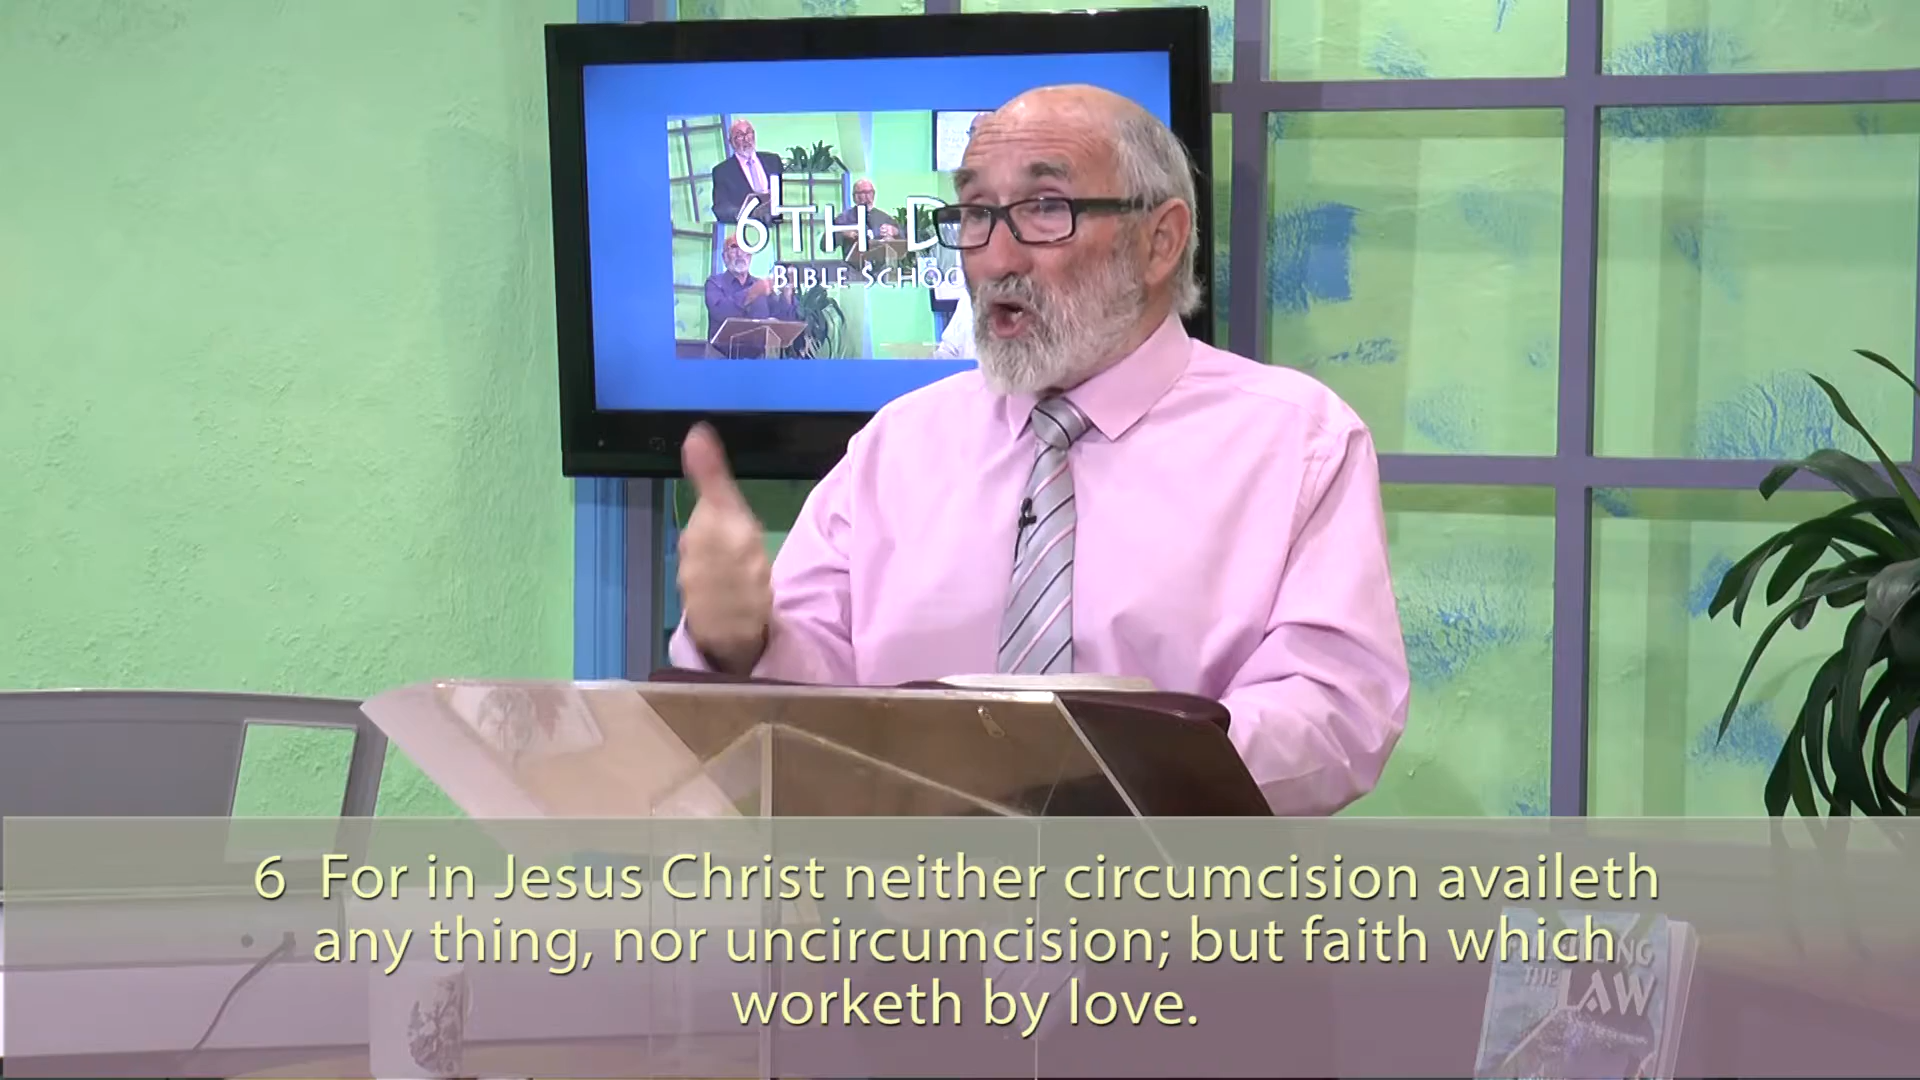 6TH D
BIBLE SCHOO
6 For in Jesus Christ neither circumcision availeth
any thing, nor uncircumcision; but faith which
worketh by love.
THE
LAW